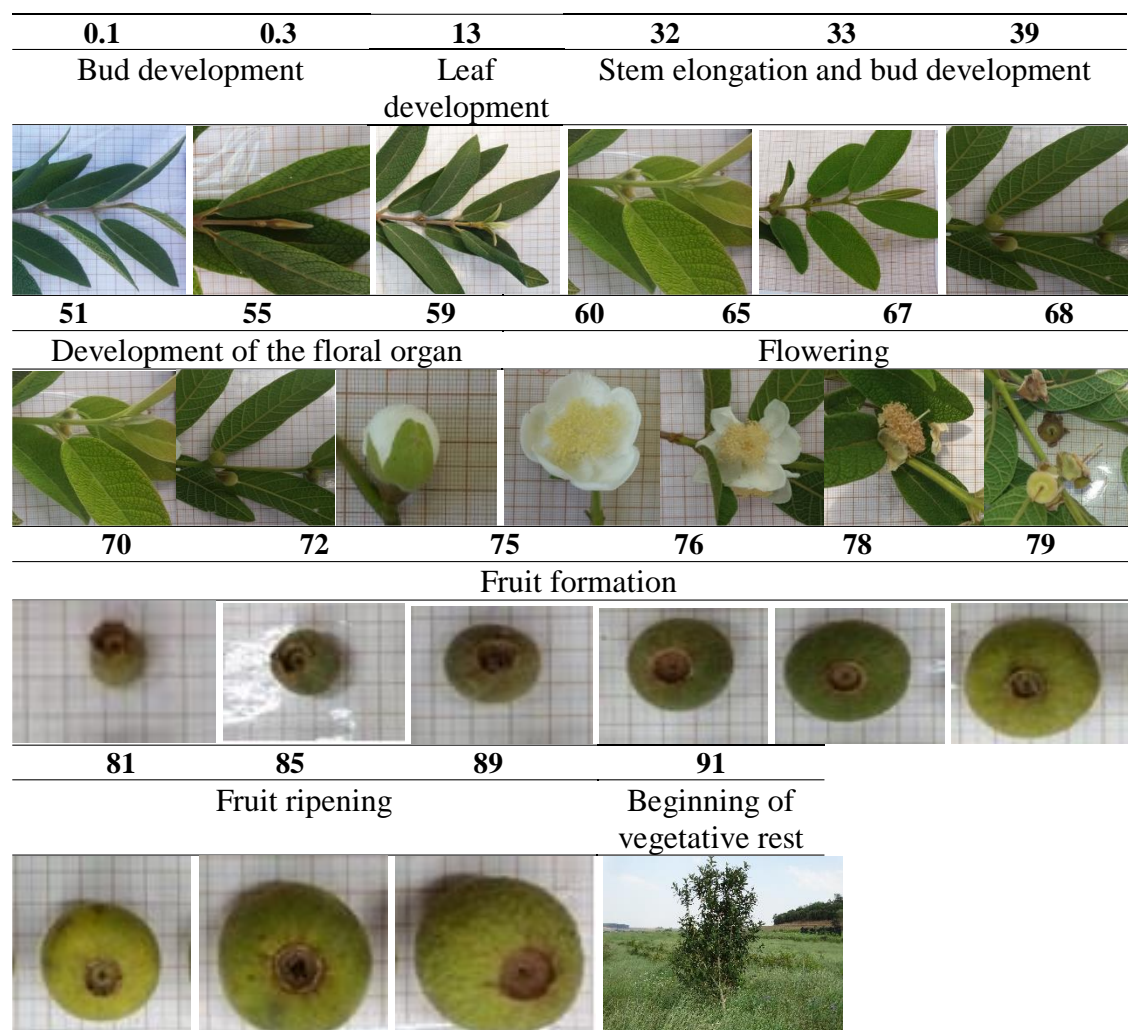 0.1 0.3 13 32 33 39
Bud development Leaf development Stem elongation and bud development
51 55 59 60 65 67 68
Development of the floral organ Flowering
70 72 75 76 78 79
Fruit formation
81 85 89 91
Fruit ripening Beginning of vegetative rest